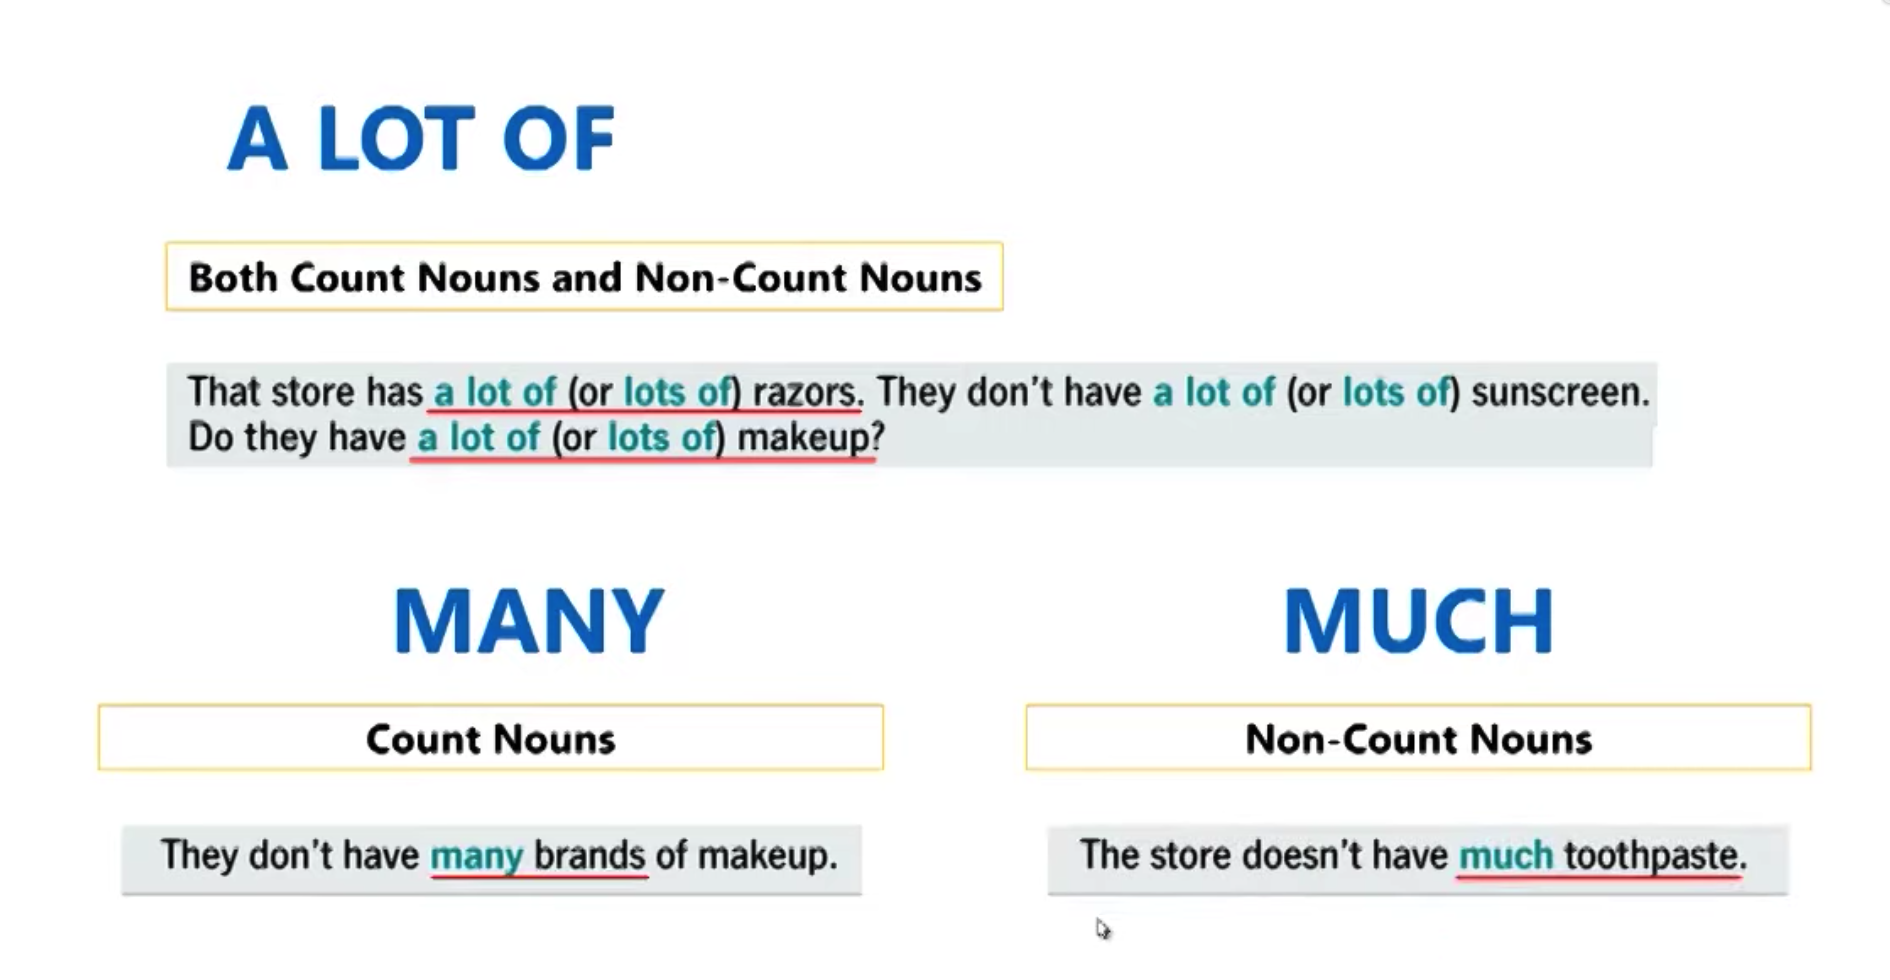 A LOT OF
Both Count Nouns and Non-Count Nouns
That store has a lot of (or lots of) razors. They don't have a lot of (or lots of) sunscreen.
Do they have a lot of (or lots of) makeup?
MANY
Count Nouns
They don't have many brands of makeup.
MUCH
Non-Count Nouns
The store doesn't have much toothpaste.